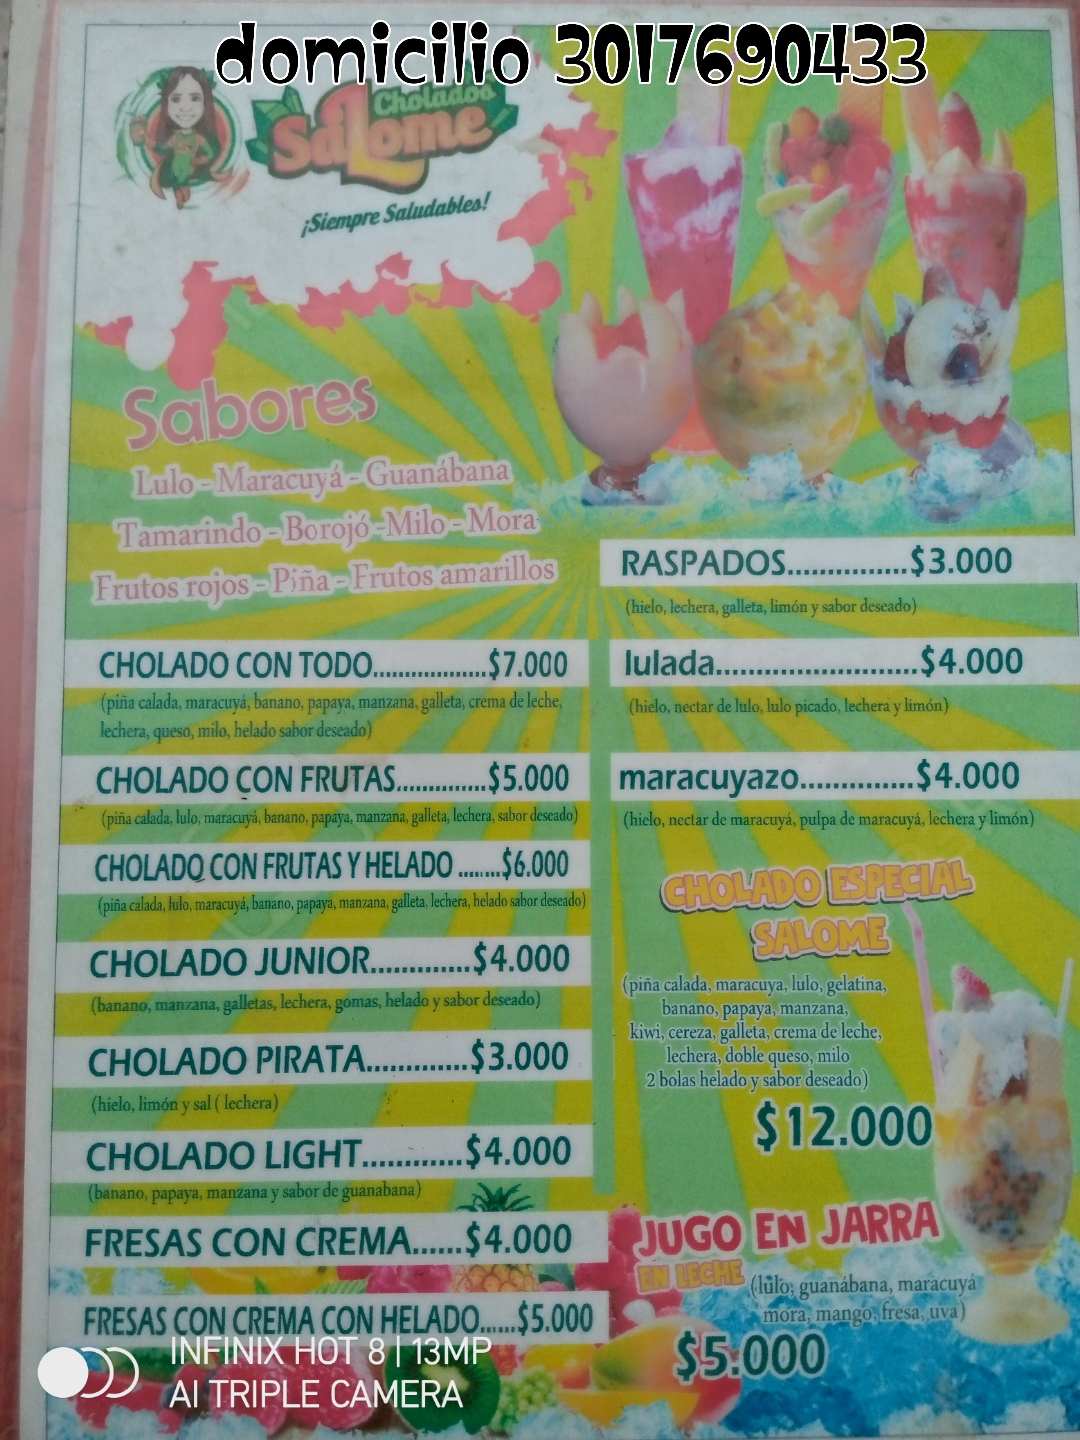 domicilio 3017690433
Cholados
Salome
¡Siempre Saludables!
Sabores
Lulo - Maracuyá - Guanábana
Tamarindo - Borojó - Milo - Mora
Frutos rojos - Piña - Frutos amarillos
CHOLADO CON TODO..................$7.000
(piña calada, maracuyá, banano, papaya, manzana, galleta, crema de leche,
lechera, queso, milo, helado sabor deseado)
CHOLADO CON FRUTAS..............$5.000
(piña calada, lulo, maracuyá, banano, papaya, manzana, galleta, lechera, sabor deseado)
CHOLADO CON FRUTAS Y HELADO ........$6.000
(piña calada, lulo, maracuyá, banano, papaya, manzana, galleta, lechera, helado sabor deseado)
CHOLADO JUNIOR.............$4.000
(banano, manzana, galletas, lechera, gomas, helado y sabor deseado)
CHOLADO PIRATA.............$3.000
(hielo, limón y sal ( lechera)
CHOLADO LIGHT.............$4.000
(banano, papaya, manzana y sabor de guanabana)
FRESAS CON CREMA......$4.000
FRESAS CON CREMA CON HELADO......$5.000
RASPADOS...............$3.000
(hielo, lechera, galleta, limón y sabor deseado)
lulada.........................$4.000
(hielo, nectar de lulo, lulo picado, lechera y limón)
maracuyazo..............$4.000
(hielo, nectar de maracuyá, pulpa de maracuyá, lechera y limón)
CHOLADO ESPECIAL
SALOME
(piña calada, maracuya, lulo, gelatina,
banano, papaya, manzana,
kiwi, cereza, galleta, crema de leche,
lechera, doble queso, milo
2 bolas helado y sabor deseado)
$12.000
JUGO EN JARRA
EN LECHE (lulo, guanábana, maracuyá
mora, mango, fresa, uva)
$5.000
INFINIX HOT 8 | 13MP
AI TRIPLE CAMERA